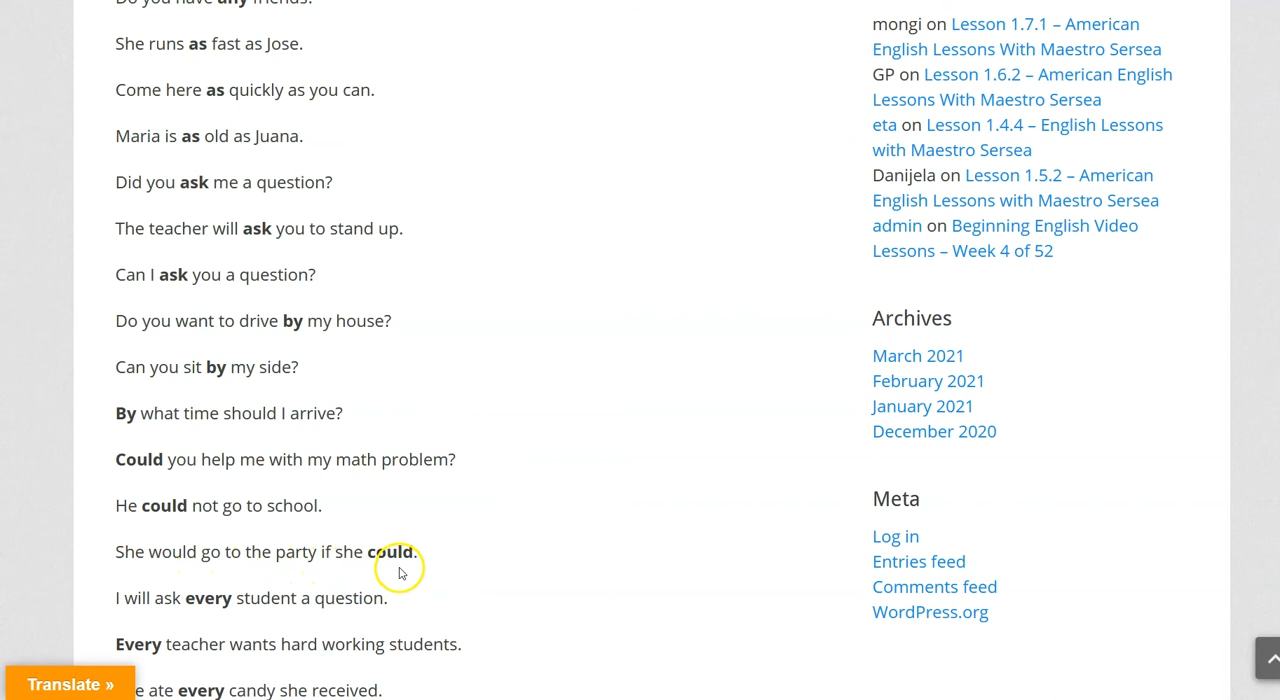 Do you have any friends?
She runs as fast as Jose.
Come here as quickly as you can.
Maria is as old as Juana.
Did you ask me a question?
The teacher will ask you to stand up.
Can I ask you a question?
Do you want to drive by my house?
Can you sit by my side?
By what time should I arrive?
Could you help me with my math problem?
He could not go to school.
She would go to the party if she could.
I will ask every student a question.
Every teacher wants hard working students.
ate every candy she received.
Translate »
mongi on Lesson 1.7.1 – American
English Lessons With Maestro Sersea
GP on Lesson 1.6.2 – American English
Lessons With Maestro Sersea
eta on Lesson 1.4.4 – English Lessons
with Maestro Sersea
Danijela on Lesson 1.5.2 – American
English Lessons with Maestro Sersea
admin on Beginning English Video
Lessons – Week 4 of 52
Archives
March 2021
February 2021
January 2021
December 2020
Meta
Log in
Entries feed
Comments feed
WordPress.org